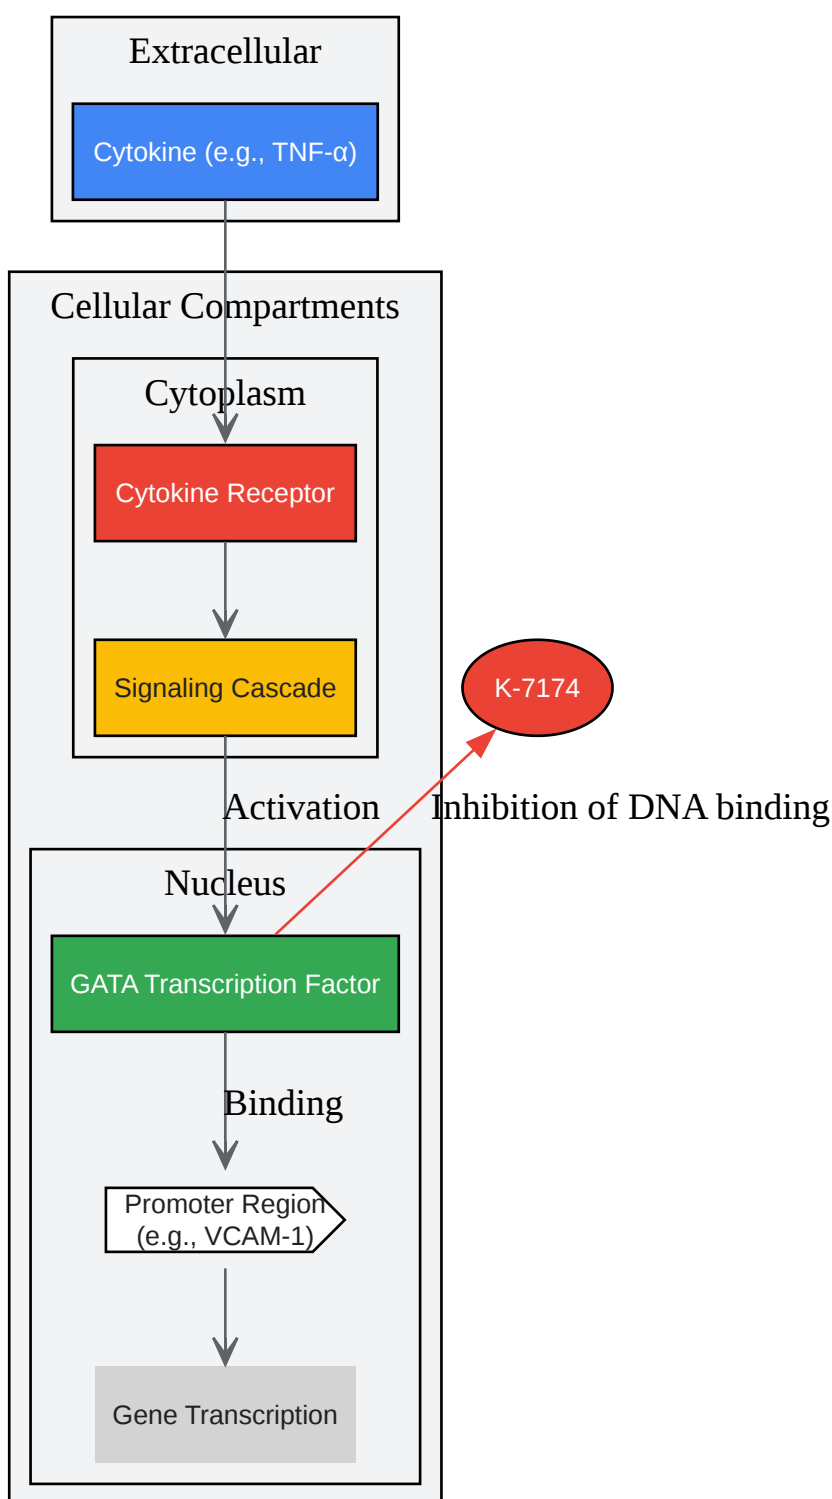 Extracellular
Cytokine (e.g., TNF-α)
Cellular Compartments
Cytoplasm
Cytokine Receptor
Signaling Cascade
K-7174
Activation
Inhibition of DNA binding
Nucleus
GATA Transcription Factor
Binding
Promoter Region
(e.g., VCAM-1)
Gene Transcription